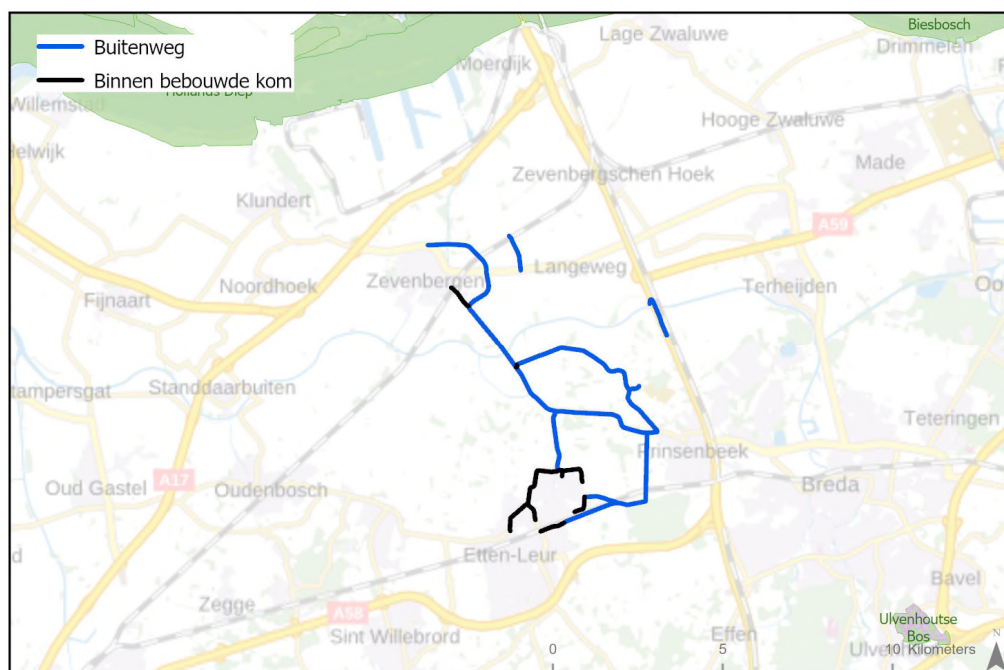 Buitenweg
Binnen bebouwde kom
Biesbosch
Lage Zwaluwe
Drimmelen
Moerdijk
Hollands Diep
Willemstad
Hooge Zwaluwe
Helwijk
Made
Zevenbergschen Hoek
Klundert
A59
Zevenbergen
Langeweg
Noordhoek
Terheijden
Fijnaart
Standdaarbuiten
Teteringen
Prinsenbeek
A17
Oud Gastel
Oudenbosch
Breda
Etten-Leur
Bavel
Zegge
A58
Ulvenhoutse
Bos
Sint Willebrord
Effen
N
0 5 10 Kilometers